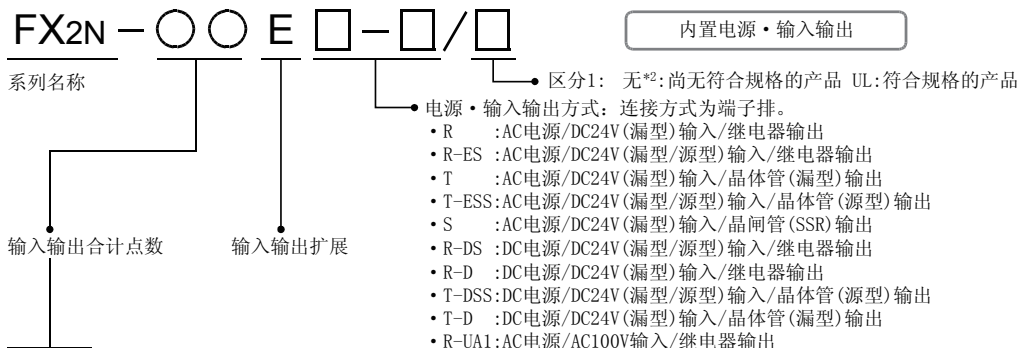 FX2N－○○ E □－□/□
内置电源・输入输出
系列名称
区分1: 无*2:尚无符合规格的产品 UL:符合规格的产品
电源・输入输出方式: 连接方式为端子排。
・R :AC电源/DC24V(漏型)输入/继电器输出
・R-ES :AC电源/DC24V(漏型/源型)输入/继电器输出
・T :AC电源/DC24V(漏型)输入/晶体管(漏型)输出
・T-ESS:AC电源/DC24V(漏型/源型)输入/晶体管(源型)输出
・S :AC电源/DC24V(漏型)输入/晶闸管(SSR)输出
输入输出合计点数
输入输出扩展
・R-DS :DC电源/DC24V(漏型/源型)输入/继电器输出
・R-D :DC电源/DC24V(漏型)输入/继电器输出
・T-DSS:DC电源/DC24V(漏型/源型)输入/晶体管(源型)输出
・T-D :DC电源/DC24V(漏型)输入/晶体管(漏型)输出
・R-UA1:AC电源/AC100V输入/继电器输出